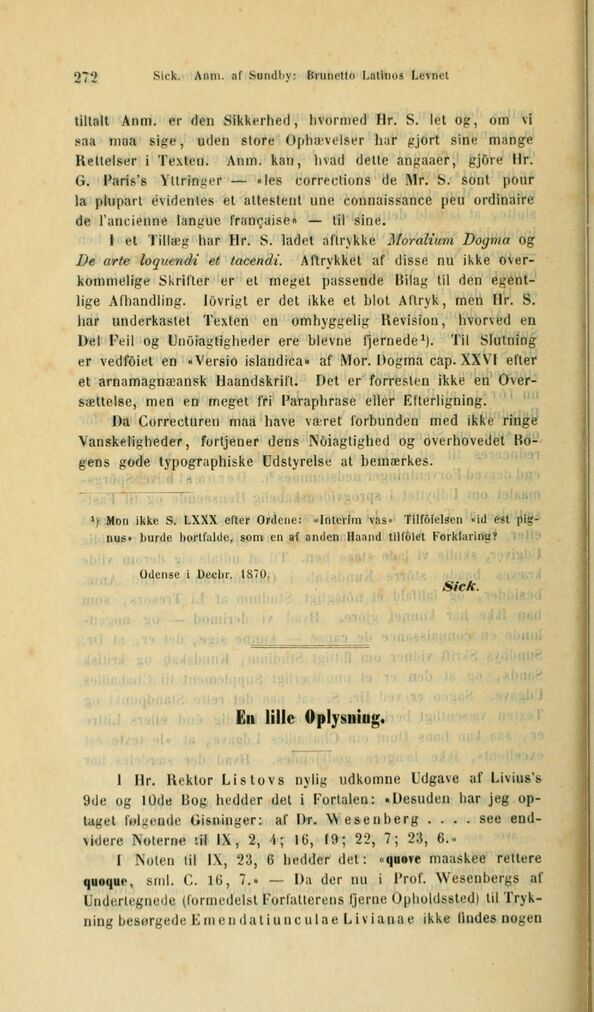 272 Sick. Anm. af Sundby: Brunetto Latinos Levnet
tiltalt Anm. er den Sikkerhed, hvormed Hr. S. let og, om vi
saa maa sige, uden store Ophævelser har gjort sine mange
Rettelser i Texten. Anm. kan, hvad dette angaaer, gjöre Hr.
G. Paris's Yttringer — «les corrections de Mr. S. sont pour
la plupart évidentes et attestent une connaissance peu ordinaire
de l'ancienne langue française» — til sine.
I et Tillæg har Hr. S. ladet aftrykke Moralium Dogma og
De arte loquendi et tacendi. Aftrykket af disse nu ikke over-
kommelige Skrifter er et meget passende Bilag til den egent-
lige Afhandling. Iövrigt er det ikke et blot Aftryk, men Hr. S.
har underkastet Texten en omhyggelig Revision, hvorved en
Del Feil og Unöiagtigheder ere blevne fjernede¹). Til Slutning
er vedföiet en «Versio islandica» af Mor. Dogma cap. XXVI efter
et arnamagnæansk Haandskrift. Det er forresten ikke en Over-
sættelse, men en meget fri Paraphrase eller Efterligning.
Da Correcturen maa have været forbunden med ikke ringe
Vanskeligheder, fortjener dens Nöiagtighed og overhovedet Bo-
gens gode typographiske Udstyrelse at bemærkes.
¹) Mon ikke S. LXXX efter Ordene: «Interim vas» Tilföielsen «id est pig-
nus» burde bortfalde, som en af anden Haand tilföiet Forklaring?
Odense i Decbr. 1870.
Sick.
En lille Oplysning.
I Hr. Rektor Listovs nylig udkomne Udgave af Livius's
9de og 10de Bog hedder det i Fortalen: «Desuden har jeg op-
taget følgende Gisninger: af Dr. Wesenberg . . . . see end-
videre Noterne til IX, 2, 4; 16, 19; 22, 7; 23, 6.»
I Noten til IX, 23, 6 hedder det: «quove maaskee rettere
quoque, sml. C. 16, 7.» — Da der nu i Prof. Wesenbergs af
Undertegnede (formedelst Forfatterens fjerne Opholdssted) til Tryk-
ning besørgede Emendatiunculae Livianae ikke findes nogen